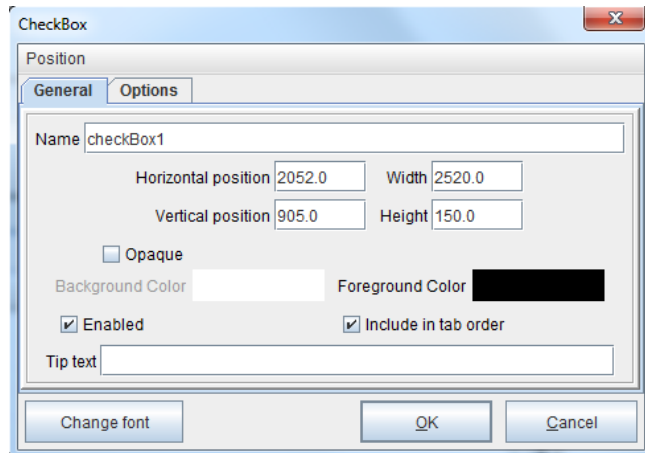 CheckBox
Position
General Options
Name checkBox1
Horizontal position 2052.0 Width 2520.0
Vertical position 905.0 Height 150.0
Opaque
Background Color Foreground Color
Enabled Include in tab order
Tip text
Change font OK Cancel